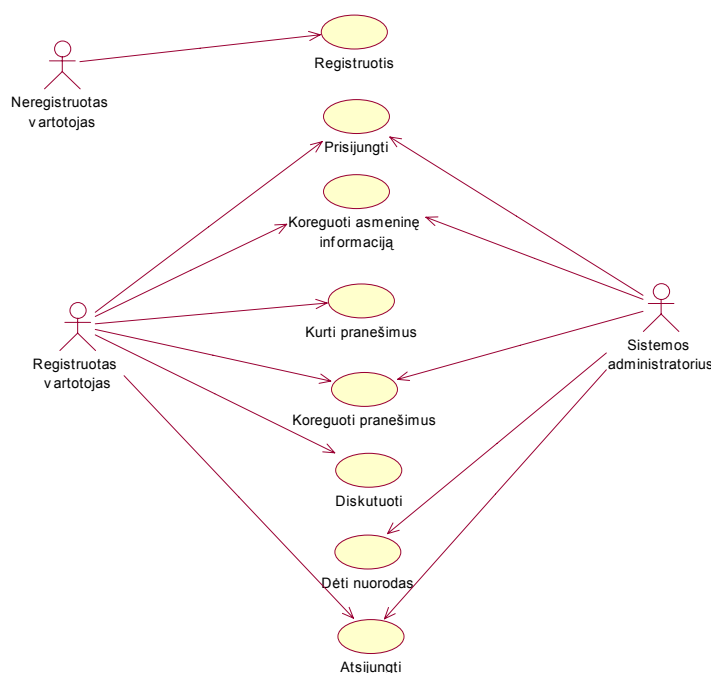 Registruotis
Neregistruotas
vartotojas
Prisijungti
Koreguoti asmeninę
informaciją
Kurti pranešimus
Registruotas
vartotojas
Sistemos
administratorius
Koreguoti pranešimus
Diskutuoti
Dėti nuorodas
Atsijungti